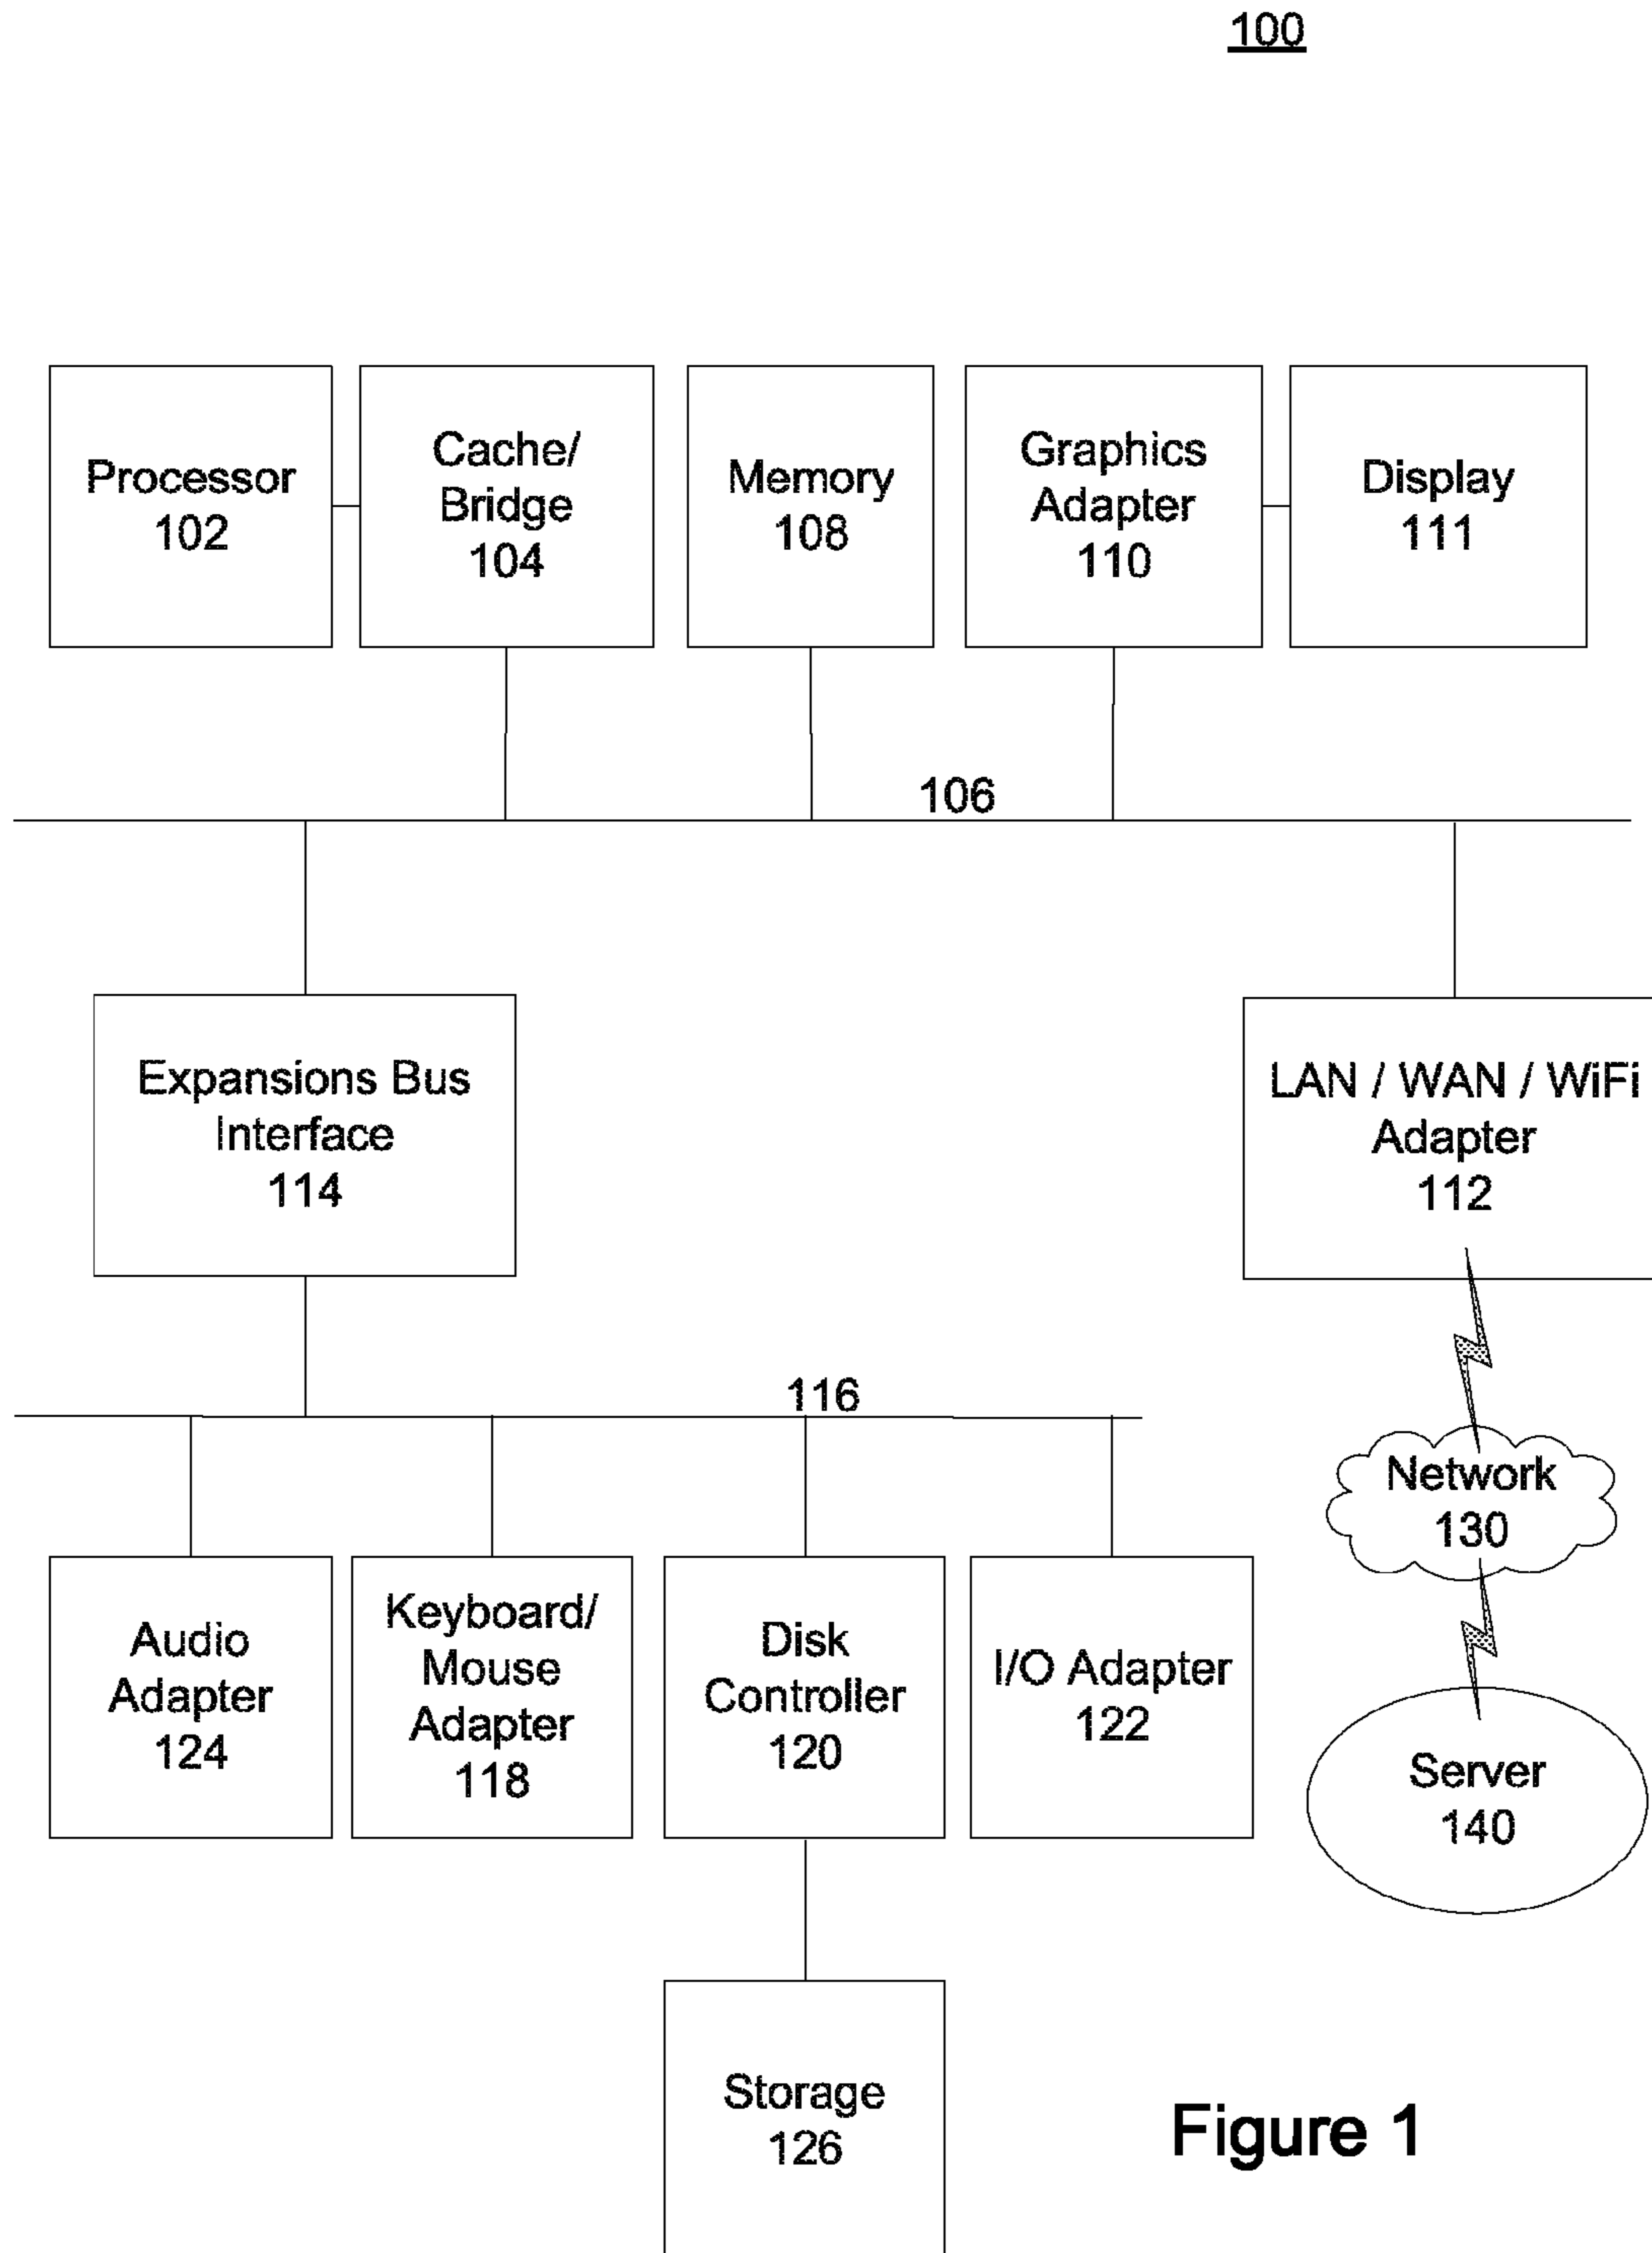 100
Processor
102
Cache/
Bridge
104
Memory
108
Graphics
Adapter
110
Display
111
106
Expansions Bus
Interface
114
LAN / WAN / WiFi
Adapter
112
116
Network
130
Audio
Adapter
124
Keyboard/
Mouse
Adapter
118
Disk
Controller
120
I/O Adapter
122
Server
140
Storage
126
Figure 1